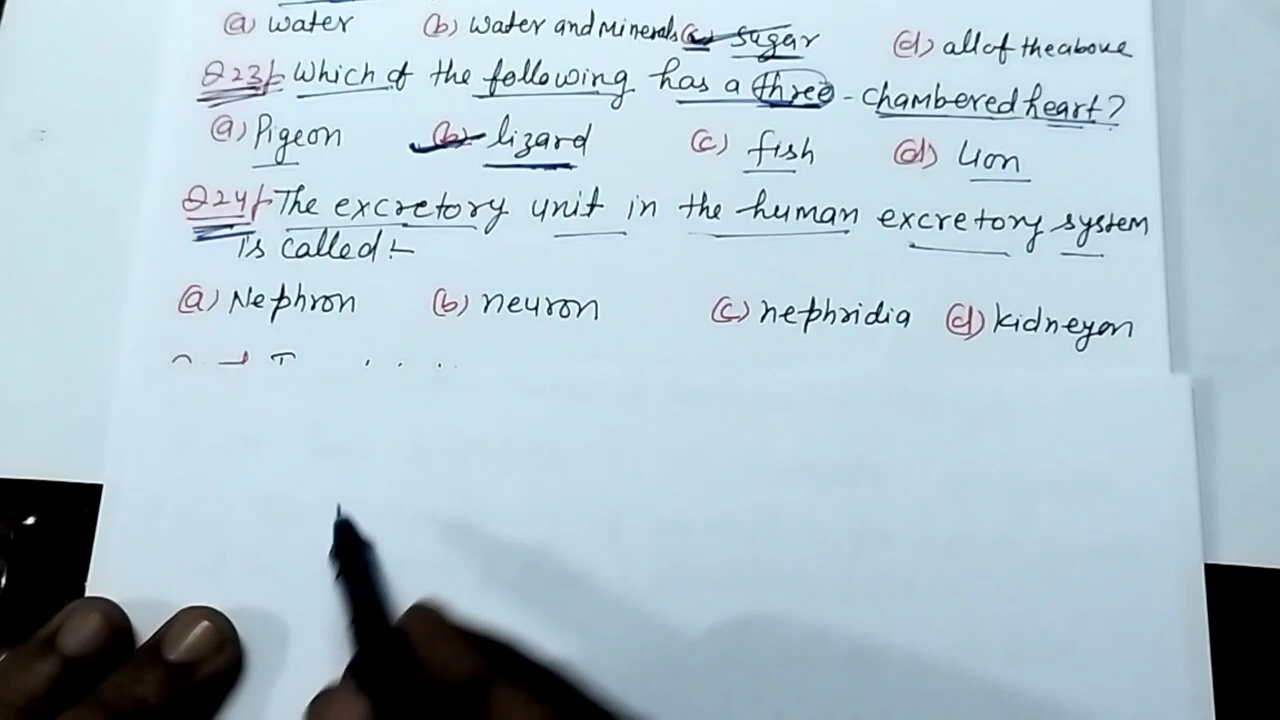 (a) water (b) water and minerals (c) sugar (d) all of the above
Q23/- Which of the following has a three-chambered heart?
(a) Pigeon (b) lizard (c) fish (d) Lion
Q24/- The excretory unit in the human excretory system
is called:-
(a) Nephron (b) neuron (c) nephridia (d) kidneyon